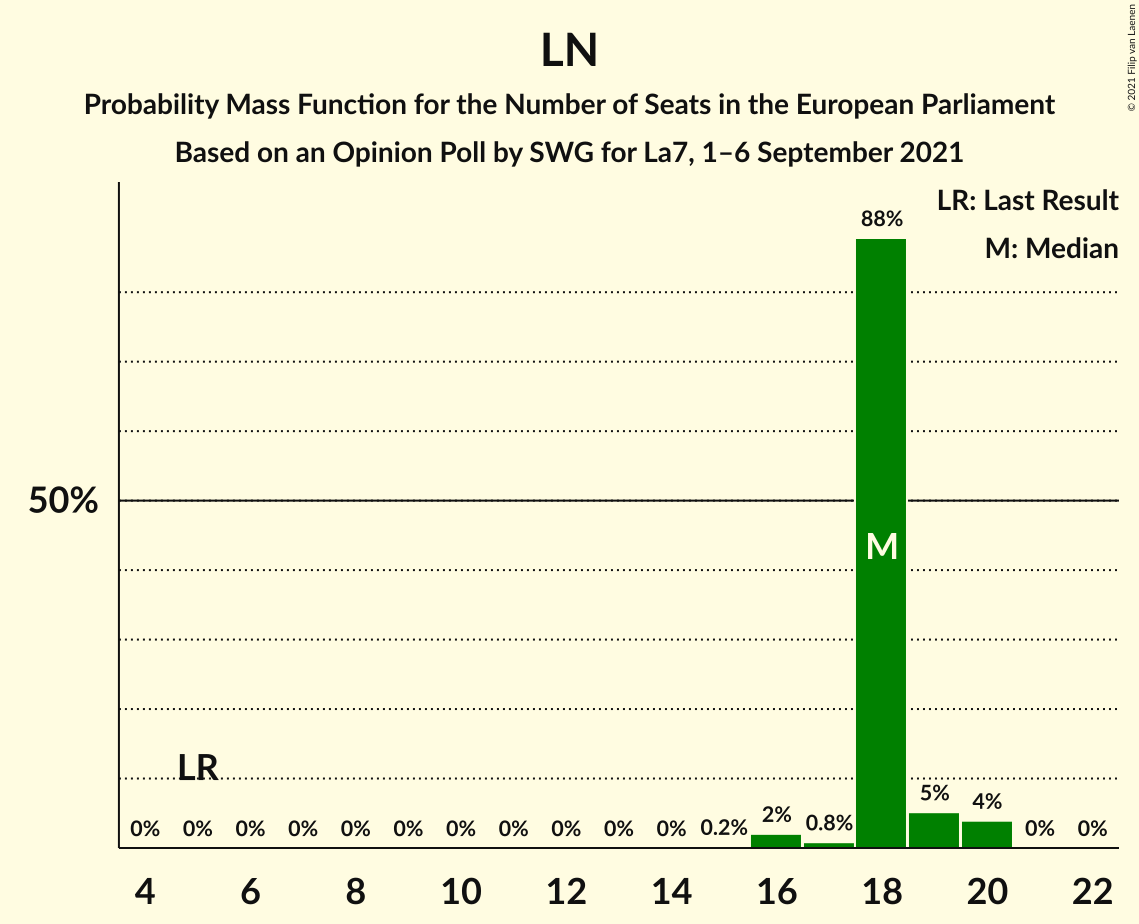 LN
Probability Mass Function for the Number of Seats in the European Parliament
Based on an Opinion Poll by SWG for La7, 1–6 September 2021
© 2021 Filip van Laenen
LR: Last Result
M: Median
88%
50%
M
LR
0% 0% 0% 0% 0% 0% 0% 0% 0% 0% 0% 0.2% 2% 0.8% 5% 4% 0% 0%
4 6 8 10 12 14 16 18 20 22